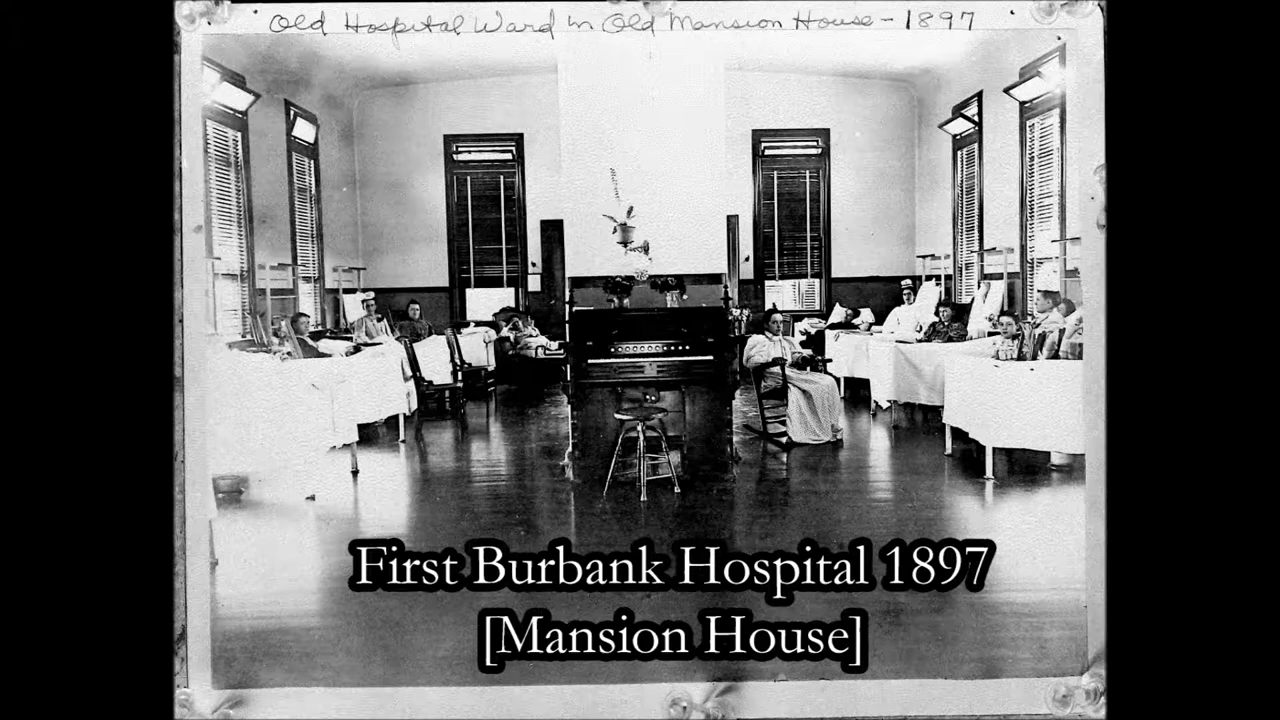 Old Hospital Ward in Old Mansion House - 1897
First Burbank Hospital 1897
[Mansion House]